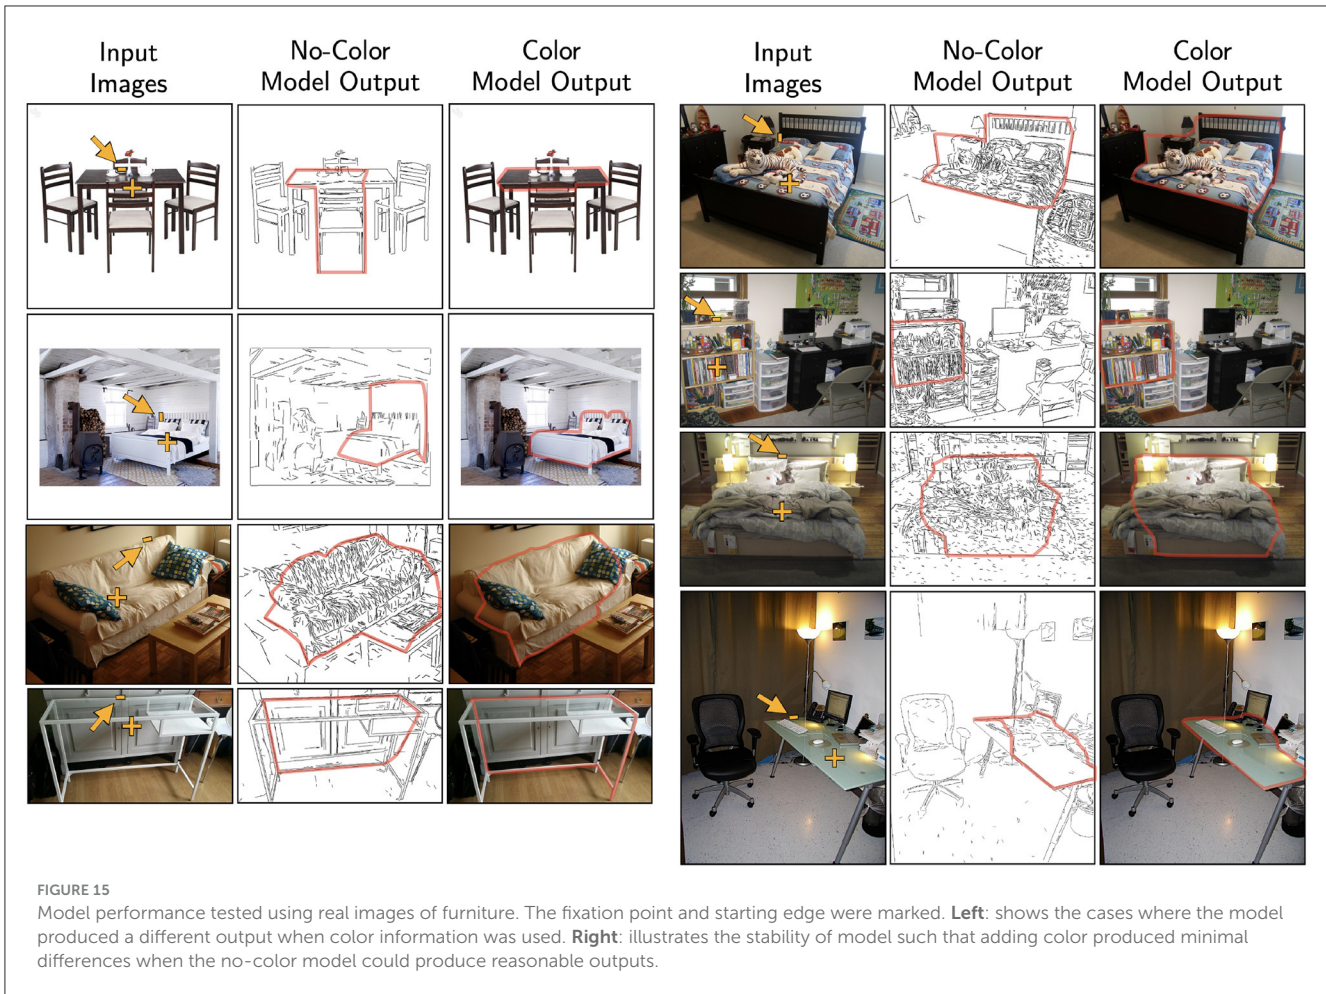 Input
Images
No-Color
Model Output
Color
Model Output
Input
Images
No-Color
Model Output
Color
Model Output
FIGURE 15
Model performance tested using real images of furniture. The fixation point and starting edge were marked. Left: shows the cases where the model
produced a different output when color information was used. Right: illustrates the stability of model such that adding color produced minimal
differences when the no-color model could produce reasonable outputs.